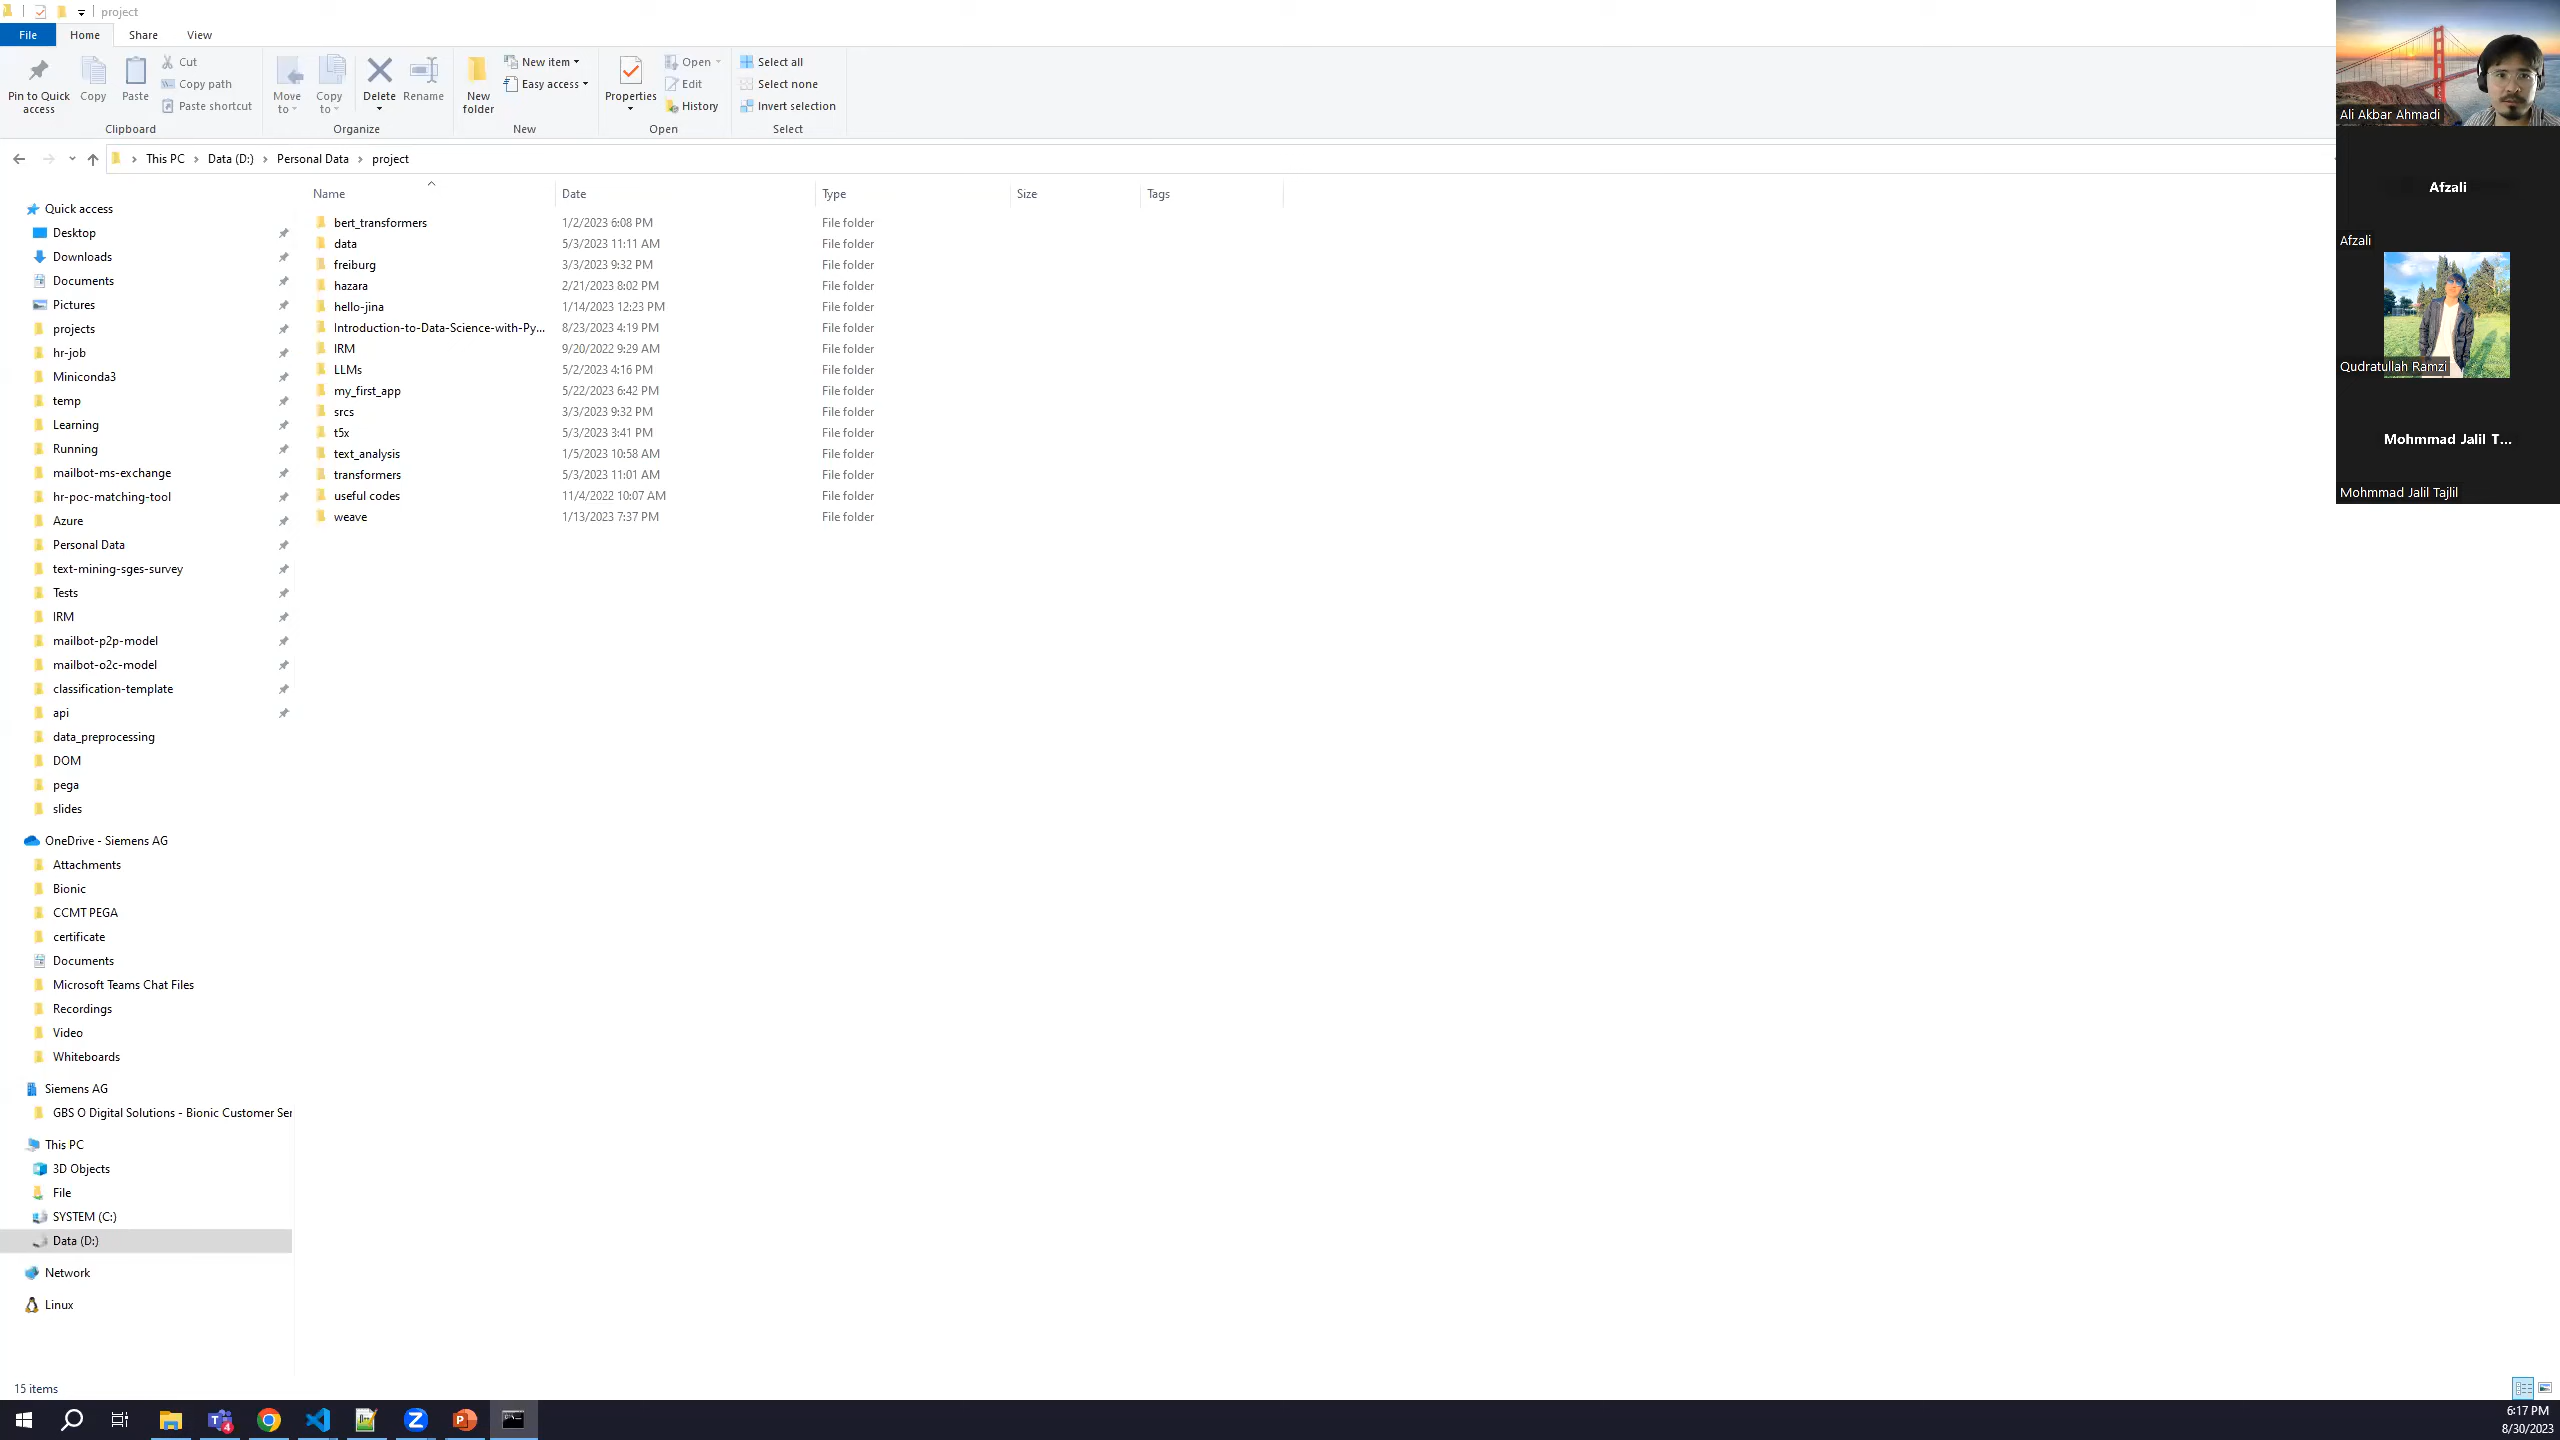 project
File Home Share View
Pin to Quick access Copy Paste Cut Copy path Paste shortcut Move to Copy to Delete Rename New folder New item Easy access Properties Open Edit History Select all Select none Invert selection
Clipboard Organize New Open Select
This PC Data (D:) Personal Data project
Name Date Type Size Tags
bert_transformers 1/2/2023 6:08 PM File folder
data 5/3/2023 11:11 AM File folder
freiburg 3/3/2023 9:32 PM File folder
hazara 2/21/2023 8:02 PM File folder
hello-jina 1/14/2023 12:23 PM File folder
Introduction-to-Data-Science-with-Py... 8/23/2023 4:19 PM File folder
IRM 9/20/2022 9:29 AM File folder
LLMs 5/2/2023 4:16 PM File folder
my_first_app 5/22/2023 6:42 PM File folder
srcs 3/3/2023 9:32 PM File folder
t5x 5/3/2023 3:41 PM File folder
text_analysis 1/5/2023 10:58 AM File folder
transformers 5/3/2023 11:01 AM File folder
useful codes 11/4/2022 10:07 AM File folder
weave 1/13/2023 7:37 PM File folder
Quick access
Desktop
Downloads
Documents
Pictures
projects
hr-job
Miniconda3
temp
Learning
Running
mailbot-ms-exchange
hr-poc-matching-tool
Azure
Personal Data
text-mining-sges-survey
Tests
IRM
mailbot-p2p-model
mailbot-o2c-model
classification-template
api
data_preprocessing
DOM
pega
slides
OneDrive - Siemens AG
Attachments
Bionic
CCMT PEGA
certificate
Documents
Microsoft Teams Chat Files
Recordings
Video
Whiteboards
Siemens AG
GBS O Digital Solutions - Bionic Customer Ser
This PC
3D Objects
File
SYSTEM (C:)
Data (D:)
Network
Linux
15 items
Ali Akbar Ahmadi
Afzali
Afzali
Qudratullah Ramzi
Mohmmad Jalil T...
Mohmmad Jalil Tajlil
6:17 PM
8/30/2023